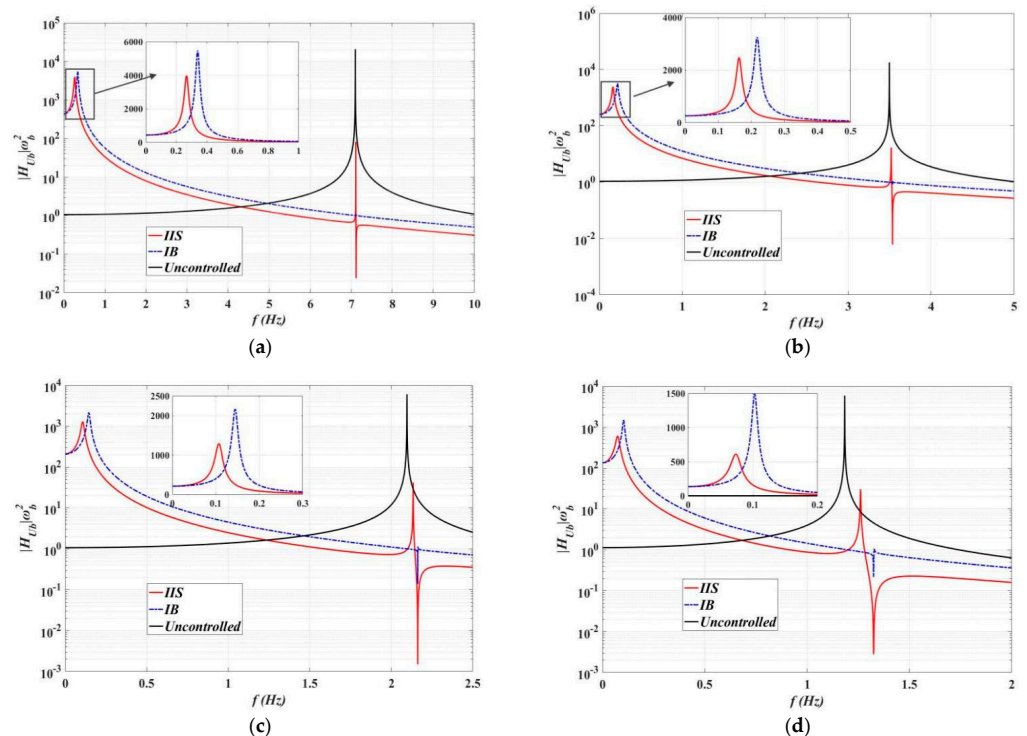 10^5
10^4
10^3
10^2
10^1
10^0
10^-1
10^-2
|H_Ub|ω_b^2
6000
4000
2000
0
0 0.2 0.4 0.6 0.8 1
IIS
IB
Uncontrolled
0 1 2 3 4 5 6 7 8 9 10
f (Hz)
(a)
10^6
10^4
10^2
10^0
10^-2
10^-4
|H_Ub|ω_b^2
4000
2000
0
0.0 0.1 0.2 0.3 0.4 0.5
IIS
IB
Uncontrolled
0 1 2 3 4 5
f (Hz)
(b)
10^4
10^3
10^2
10^1
10^0
10^-1
10^-2
10^-3
|H_Ub|ω_b^2
2500
2000
1500
1000
500
0
0.0 0.1 0.2 0.3
IIS
IB
Uncontrolled
0 0.5 1 1.5 2 2.5
f (Hz)
(c)
10^4
10^3
10^2
10^1
10^0
10^-1
10^-2
10^-3
|H_Ub|ω_b^2
1500
1000
500
0
0.0 0.1 0.2
IIS
IB
Uncontrolled
0 0.5 1 1.5 2
f (Hz)
(d)